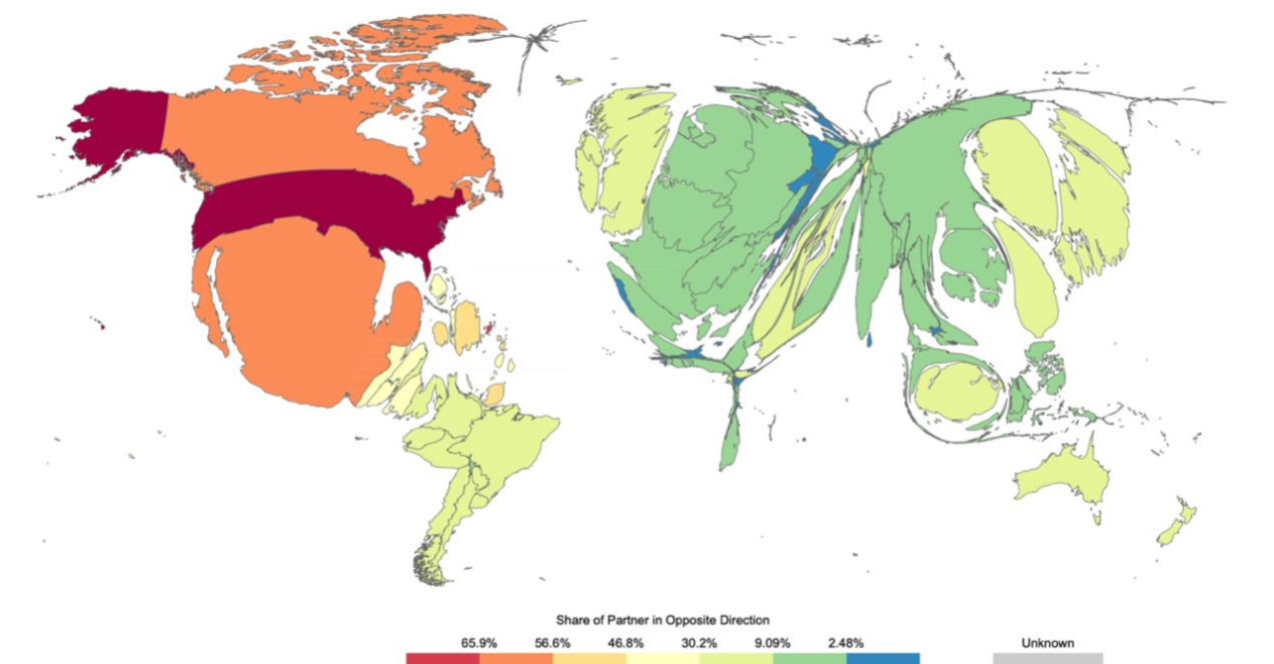 Share of Partner in Opposite Direction
65.9% 56.6% 46.8% 30.2% 9.09% 2.48% Unknown